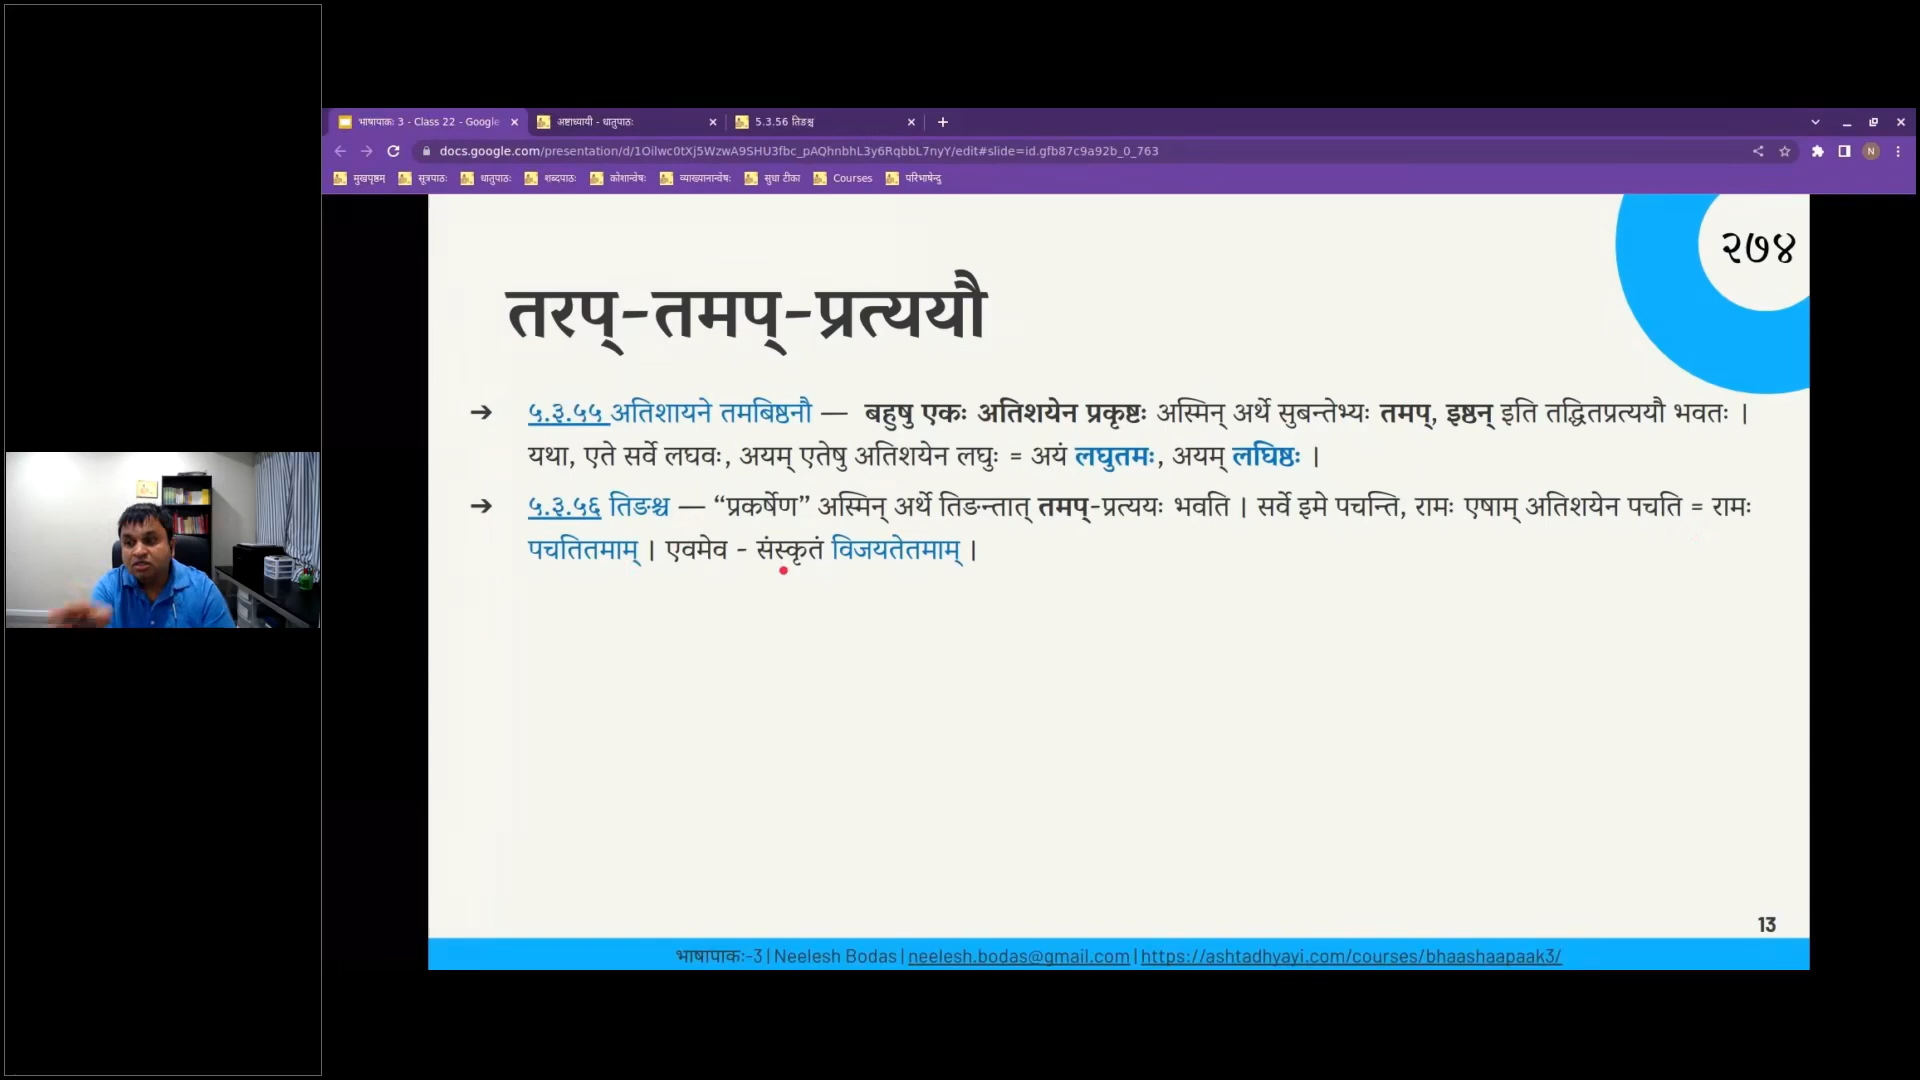 भाषापाकः 3 - Class 22 - Google
अष्टाध्यायी - धातुपाठः
5.3.56 तिङश्च
docs.google.com/presentation/d/1Oilwc0tXj5WzwA9SHU3fbc_pAQhnbhL3y6RqbbL7nyY/edit#slide=id.gfb87c9a92b_0_763
N
मुखपृष्ठम् सूत्रपाठः धातुपाठः शब्दपाठः कोशान्वेषः व्याख्यानान्वेषः सुधा टीका Courses परिभाषेन्दु
२७४
तरप्-तमप्-प्रत्ययौ
➔ ५.३.५५ अतिशायने तमबिष्ठनौ — बहुषु एकः अतिशयेन प्रकृष्टः अस्मिन् अर्थे सुबन्तेभ्यः तमप्, इष्ठन् इति तद्धितप्रत्ययौ भवतः |
यथा, एते सर्वे लघवः, अयम् एतेषु अतिशयेन लघुः = अयं लघुतमः, अयम् लघिष्ठः |
➔ ५.३.५६ तिङश्च — “प्रकर्षेण” अस्मिन् अर्थे तिङन्तात् तमप्-प्रत्ययः भवति | सर्वे इमे पचन्ति, रामः एषाम् अतिशयेन पचति = रामः
पचतितमाम् | एवमेव - संस्कृतं विजयतेतमाम् |
13
भाषापाकः-3 | Neelesh Bodas | neelesh.bodas@gmail.com | https://ashtadhyayi.com/courses/bhaashaapaak3/